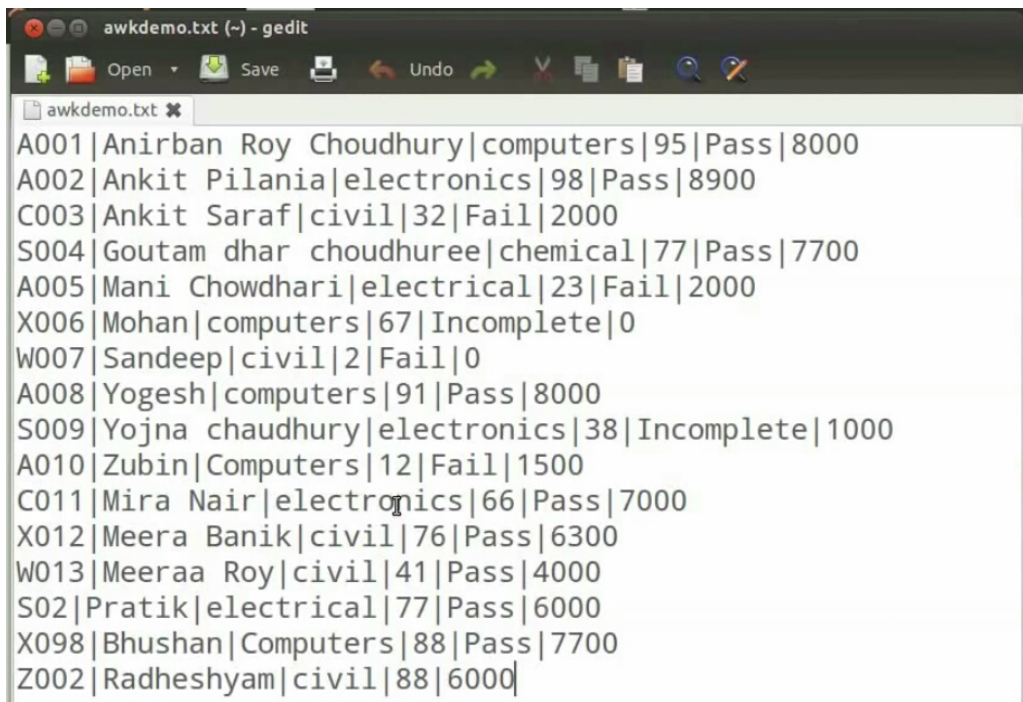 awkdemo.txt (~) - gedit
Open Save Undo
awkdemo.txt
A001|Anirban Roy Choudhury|computers|95|Pass|8000
A002|Ankit Pilania|electronics|98|Pass|8900
C003|Ankit Saraf|civil|32|Fail|2000
S004|Goutam dhar choudhuree|chemical|77|Pass|7700
A005|Mani Chowdhari|electrical|23|Fail|2000
X006|Mohan|computers|67|Incomplete|0
W007|Sandeep|civil|2|Fail|0
A008|Yogesh|computers|91|Pass|8000
S009|Yojna chaudhury|electronics|38|Incomplete|1000
A010|Zubin|Computers|12|Fail|1500
C011|Mira Nair|electronics|66|Pass|7000
X012|Meera Banik|civil|76|Pass|6300
W013|Meeraa Roy|civil|41|Pass|4000
S02|Pratik|electrical|77|Pass|6000
X098|Bhushan|Computers|88|Pass|7700
Z002|Radheshyam|civil|88|6000